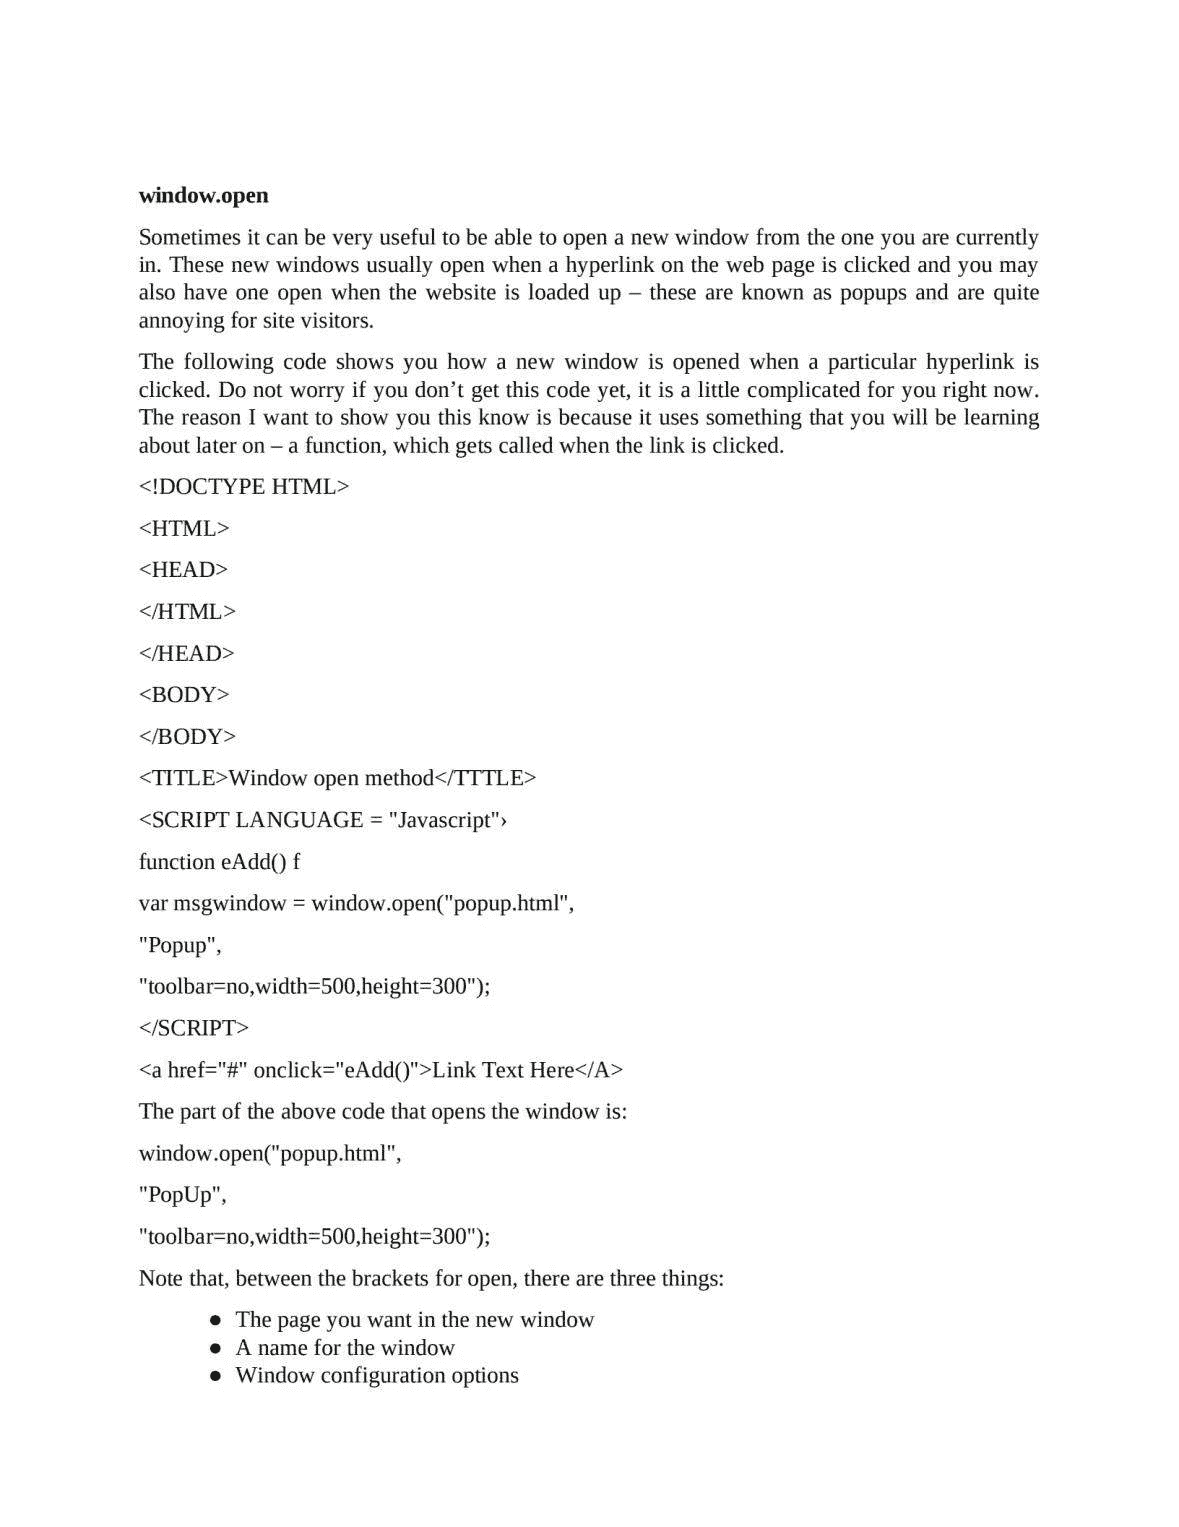 window.open
Sometimes it can be very useful to be able to open a new window from the one you are currently
in. These new windows usually open when a hyperlink on the web page is clicked and you may
also have one open when the website is loaded up – these are known as popups and are quite
annoying for site visitors.
The following code shows you how a new window is opened when a particular hyperlink is
clicked. Do not worry if you don’t get this code yet, it is a little complicated for you right now.
The reason I want to show you this know is because it uses something that you will be learning
about later on – a function, which gets called when the link is clicked.
<!DOCTYPE HTML>
<HTML>
<HEAD>
</HTML>
</HEAD>
<BODY>
</BODY>
<TITLE>Window open method</TTTLE>
<SCRIPT LANGUAGE = "Javascript"›
function eAdd() f
var msgwindow = window.open("popup.html",
"Popup",
"toolbar=no,width=500,height=300");
</SCRIPT>
<a href="#" onclick="eAdd()">Link Text Here</A>
The part of the above code that opens the window is:
window.open("popup.html",
"PopUp",
"toolbar=no,width=500,height=300");
Note that, between the brackets for open, there are three things:
● The page you want in the new window
● A name for the window
● Window configuration options